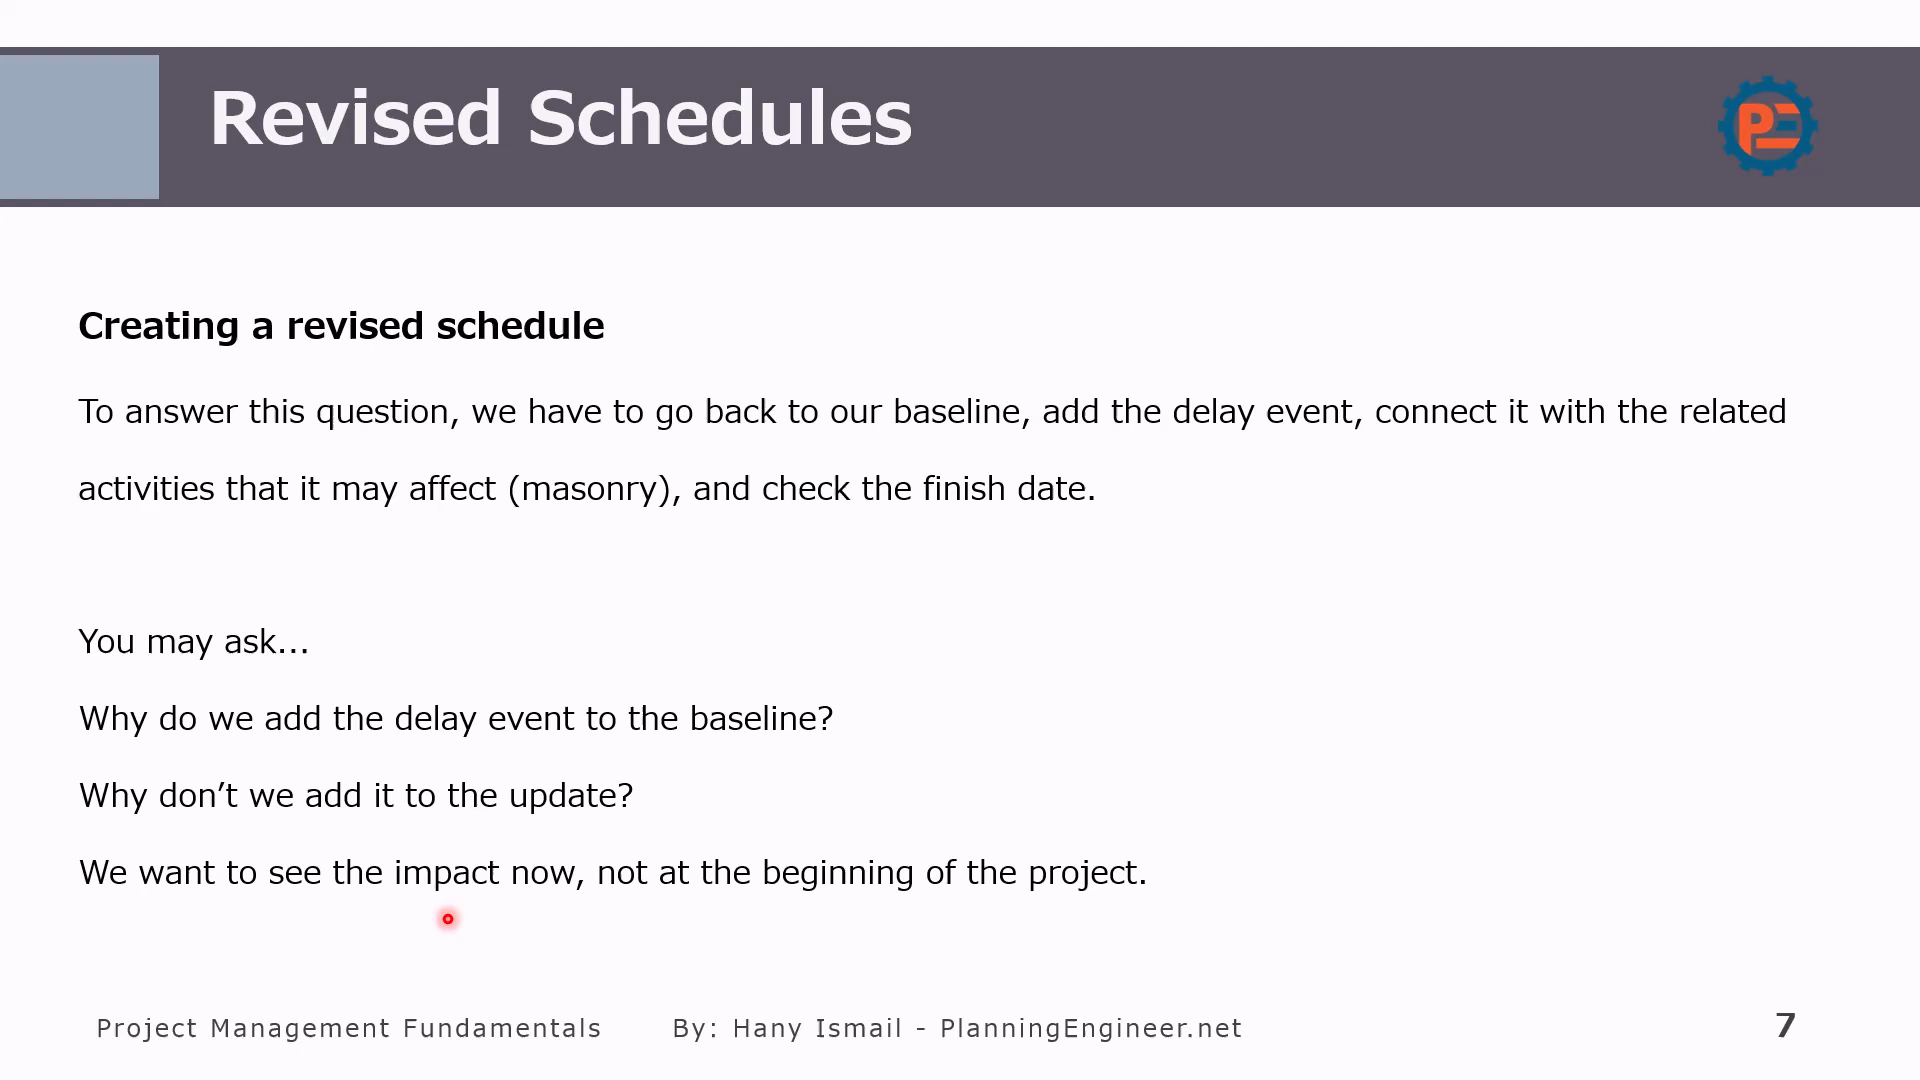 Revised Schedules
PE
Creating a revised schedule
To answer this question, we have to go back to our baseline, add the delay event, connect it with the related
activities that it may affect (masonry), and check the finish date.
You may ask...
Why do we add the delay event to the baseline?
Why don’t we add it to the update?
We want to see the impact now, not at the beginning of the project.
Project Management Fundamentals By: Hany Ismail - PlanningEngineer.net 7